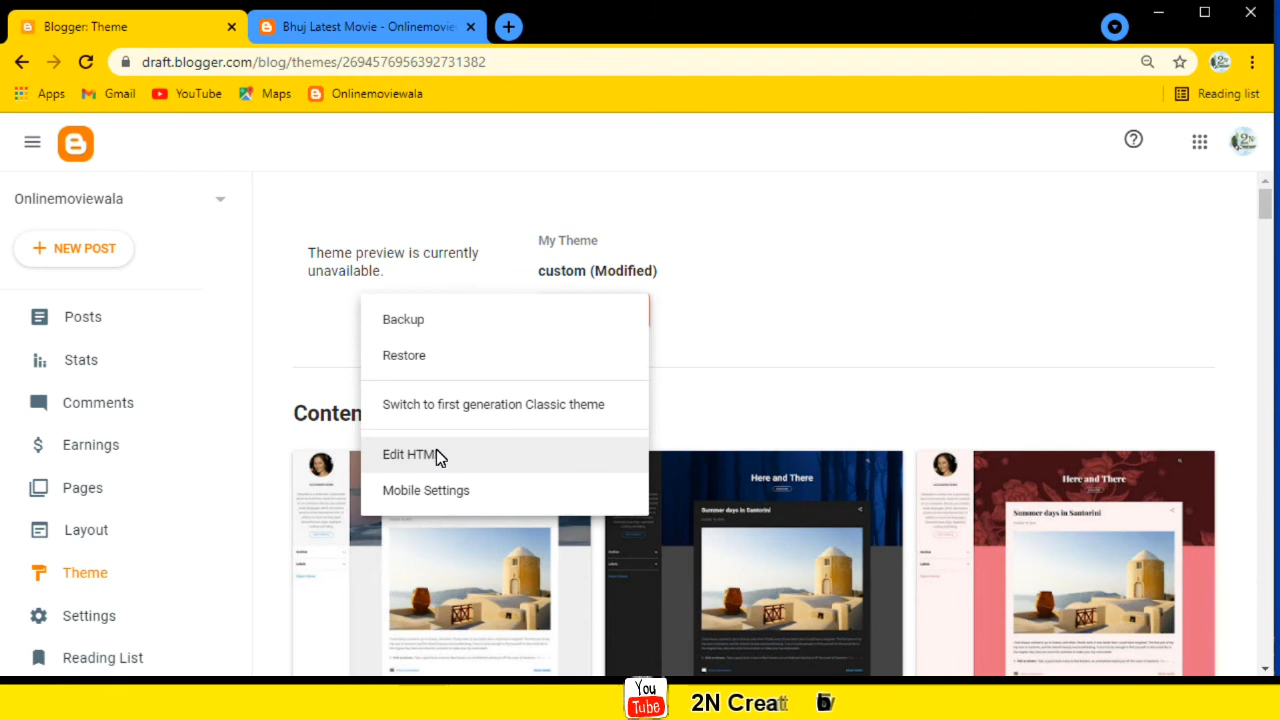 Blogger: Theme
Bhuj Latest Movie - Onlinemovie
draft.blogger.com/blog/themes/2694576956392731382
Apps
Gmail
YouTube
Maps
Onlinemoviewala
Reading list
Onlinemoviewala
NEW POST
Posts
Stats
Comments
Earnings
Pages
Layout
Theme
Settings
Reading List
Theme preview is currently
unavailable.
My Theme
custom (Modified)
Backup
Restore
Switch to first generation Classic theme
Edit HTM
Mobile Settings
Conten
Here and There
Summer days in Santorini
Here and There
Summer days in Santorini
You
Tube
2N Creat